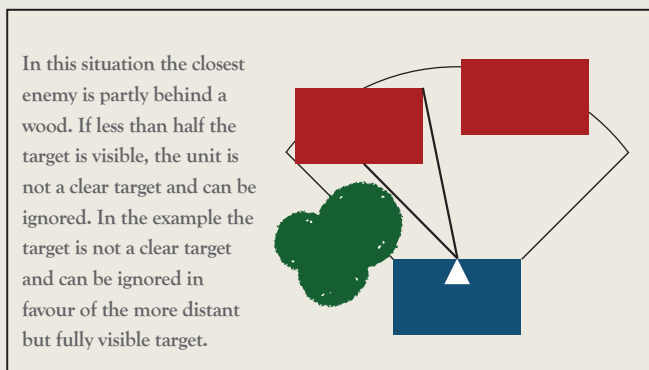 In this situation the closest
enemy is partly behind a
wood. If less than half the
target is visible, the unit is
not a clear target and can be
ignored. In the example the
target is not a clear target
and can be ignored in
favour of the more distant
but fully visible target.